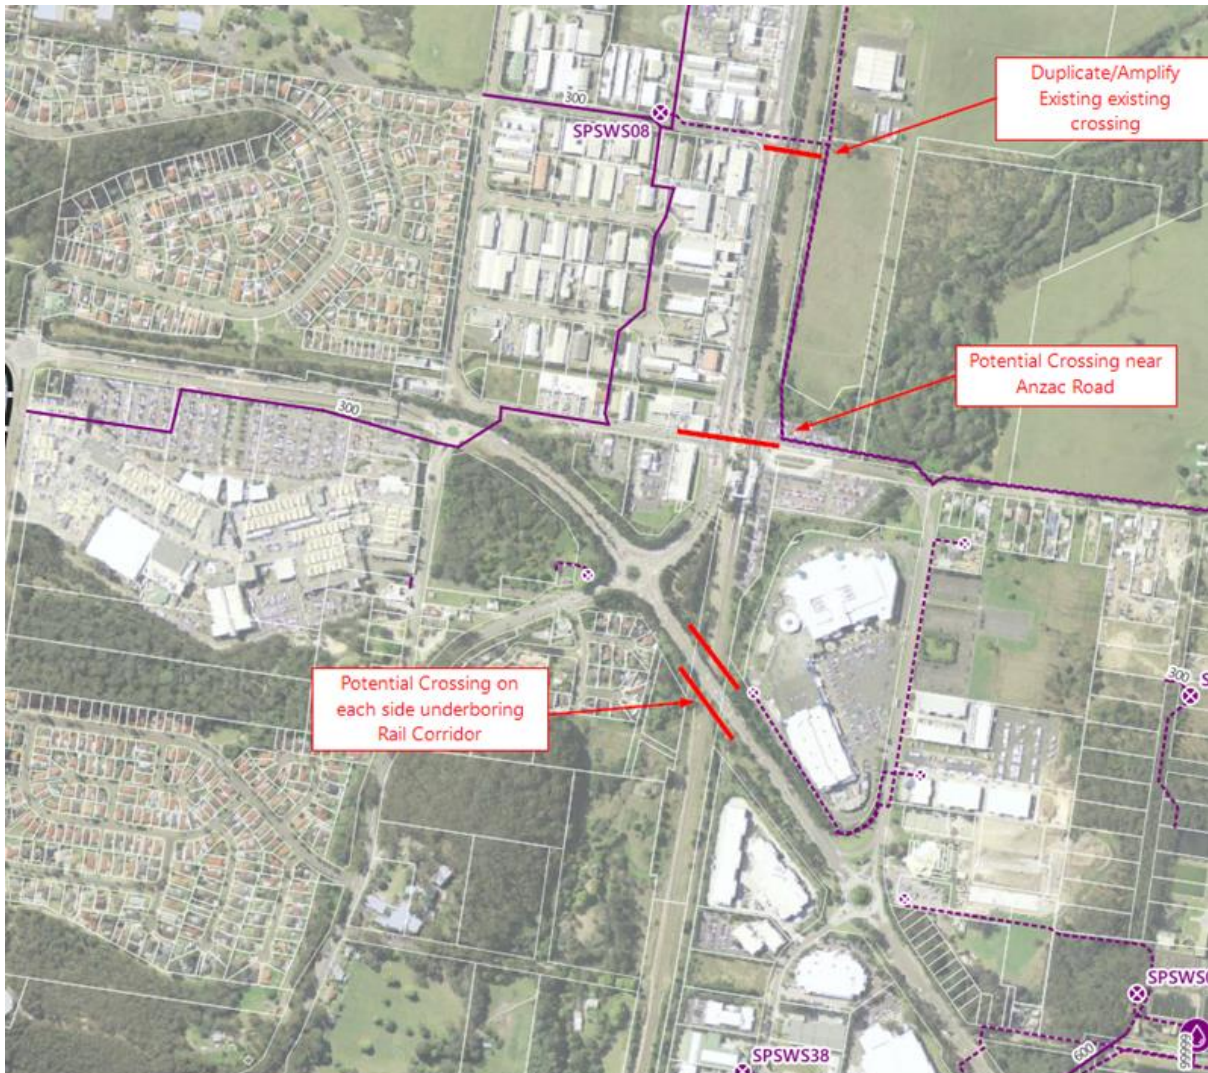 Duplicate/Amplify
Existing existing
crossing
300
SPSWS08
Potential Crossing near
Anzac Road
300
Potential Crossing on
each side underboring
Rail Corridor
300
S
SPSWS0
600
SPSWS38